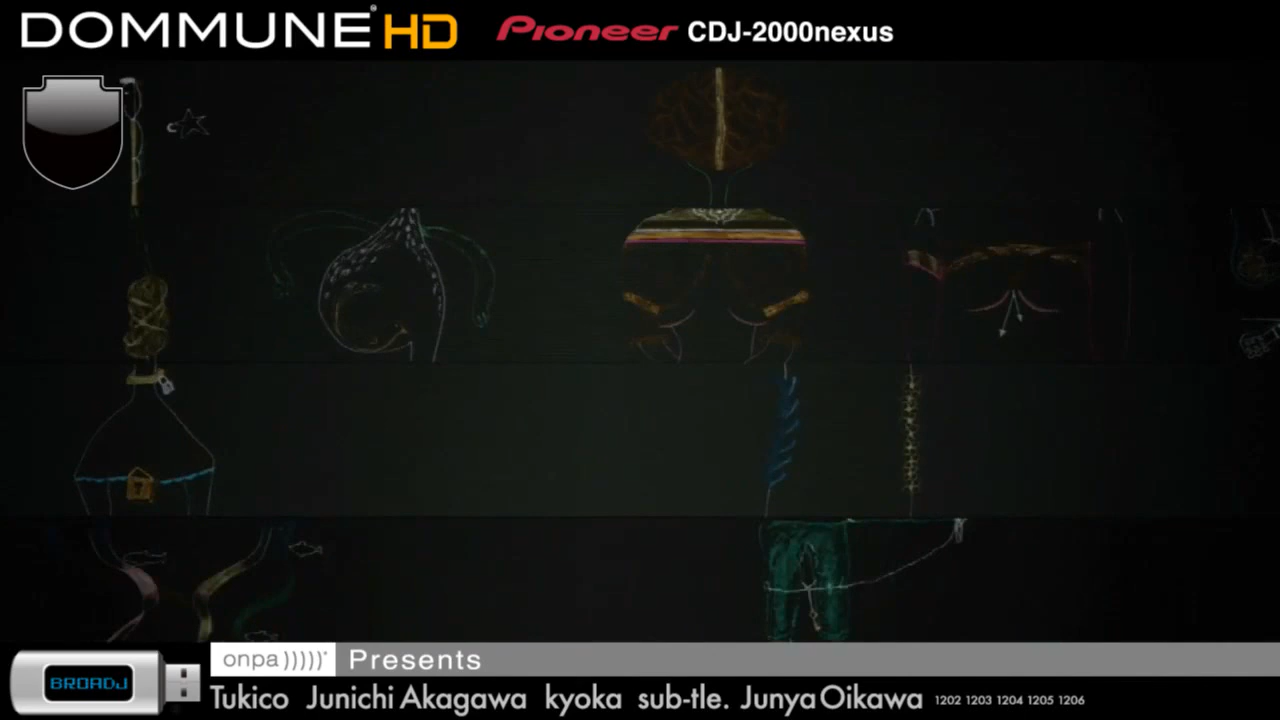 DOMMUNE HD Pioneer CDJ-2000nexus
onpa)))))° Presents
BROADJ
Tukico Junichi Akagawa kyoka sub-tle. Junya Oikawa 1202 1203 1204 1205 1206